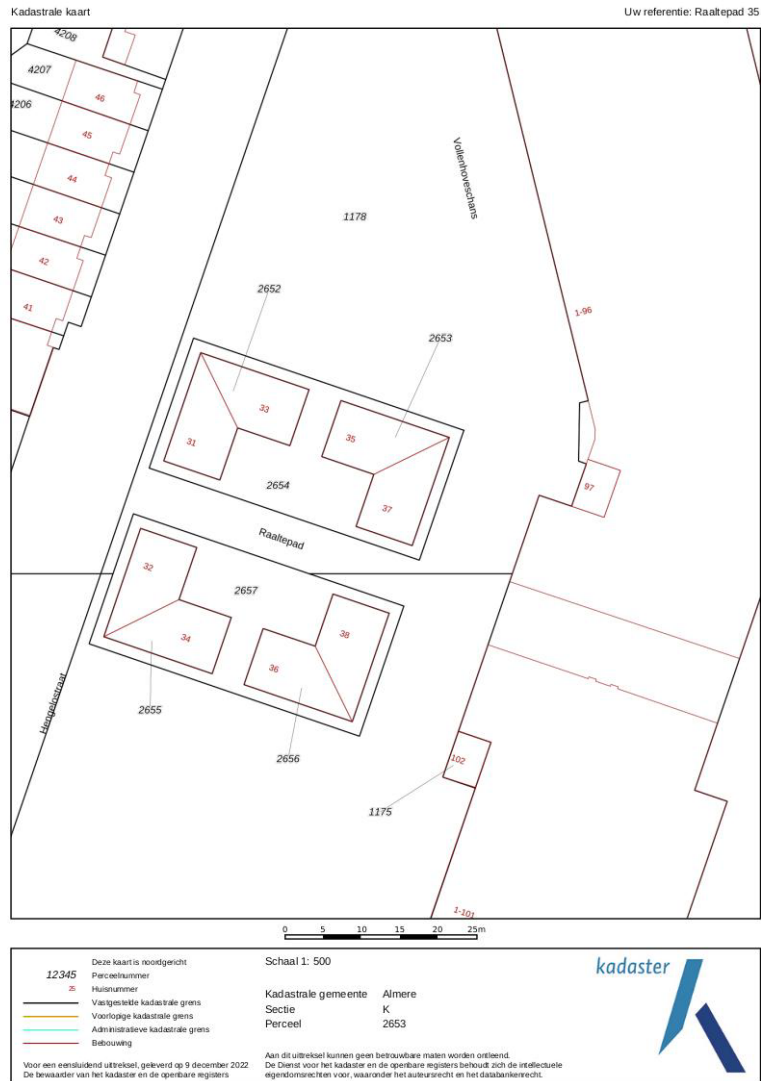 Kadastrale kaart
Uw referentie: Raaltepad 35
4208
4207
4206
46
45
44
43
42
41
Vollenhoveschans
1178
2652
2653
1-96
33
35
31
37
2654
97
Raaltepad
32
2657
34
38
36
Hengelostraat
2655
2656
102
1175
1-101
0 5 10 15 20 25m
Deze kaart is noordgericht
12345 Perceelnummer
25 Huisnummer
Vastgestelde kadastrale grens
Voorlopige kadastrale grens
Administratieve kadastrale grens
Bebouwing
Voor een eensluidend uittreksel, geleverd op 9 december 2022
De bewaarder van het kadaster en de openbare registers
Schaal 1: 500
Kadastrale gemeente Almere
Sectie K
Perceel 2653
Aan dit uittreksel kunnen geen betrouwbare maten worden ontleend.
De Dienst voor het kadaster en de openbare registers behoudt zich de intellectuele
eigendomsrechten voor, waaronder het auteursrecht en het databankenrecht.
kadaster